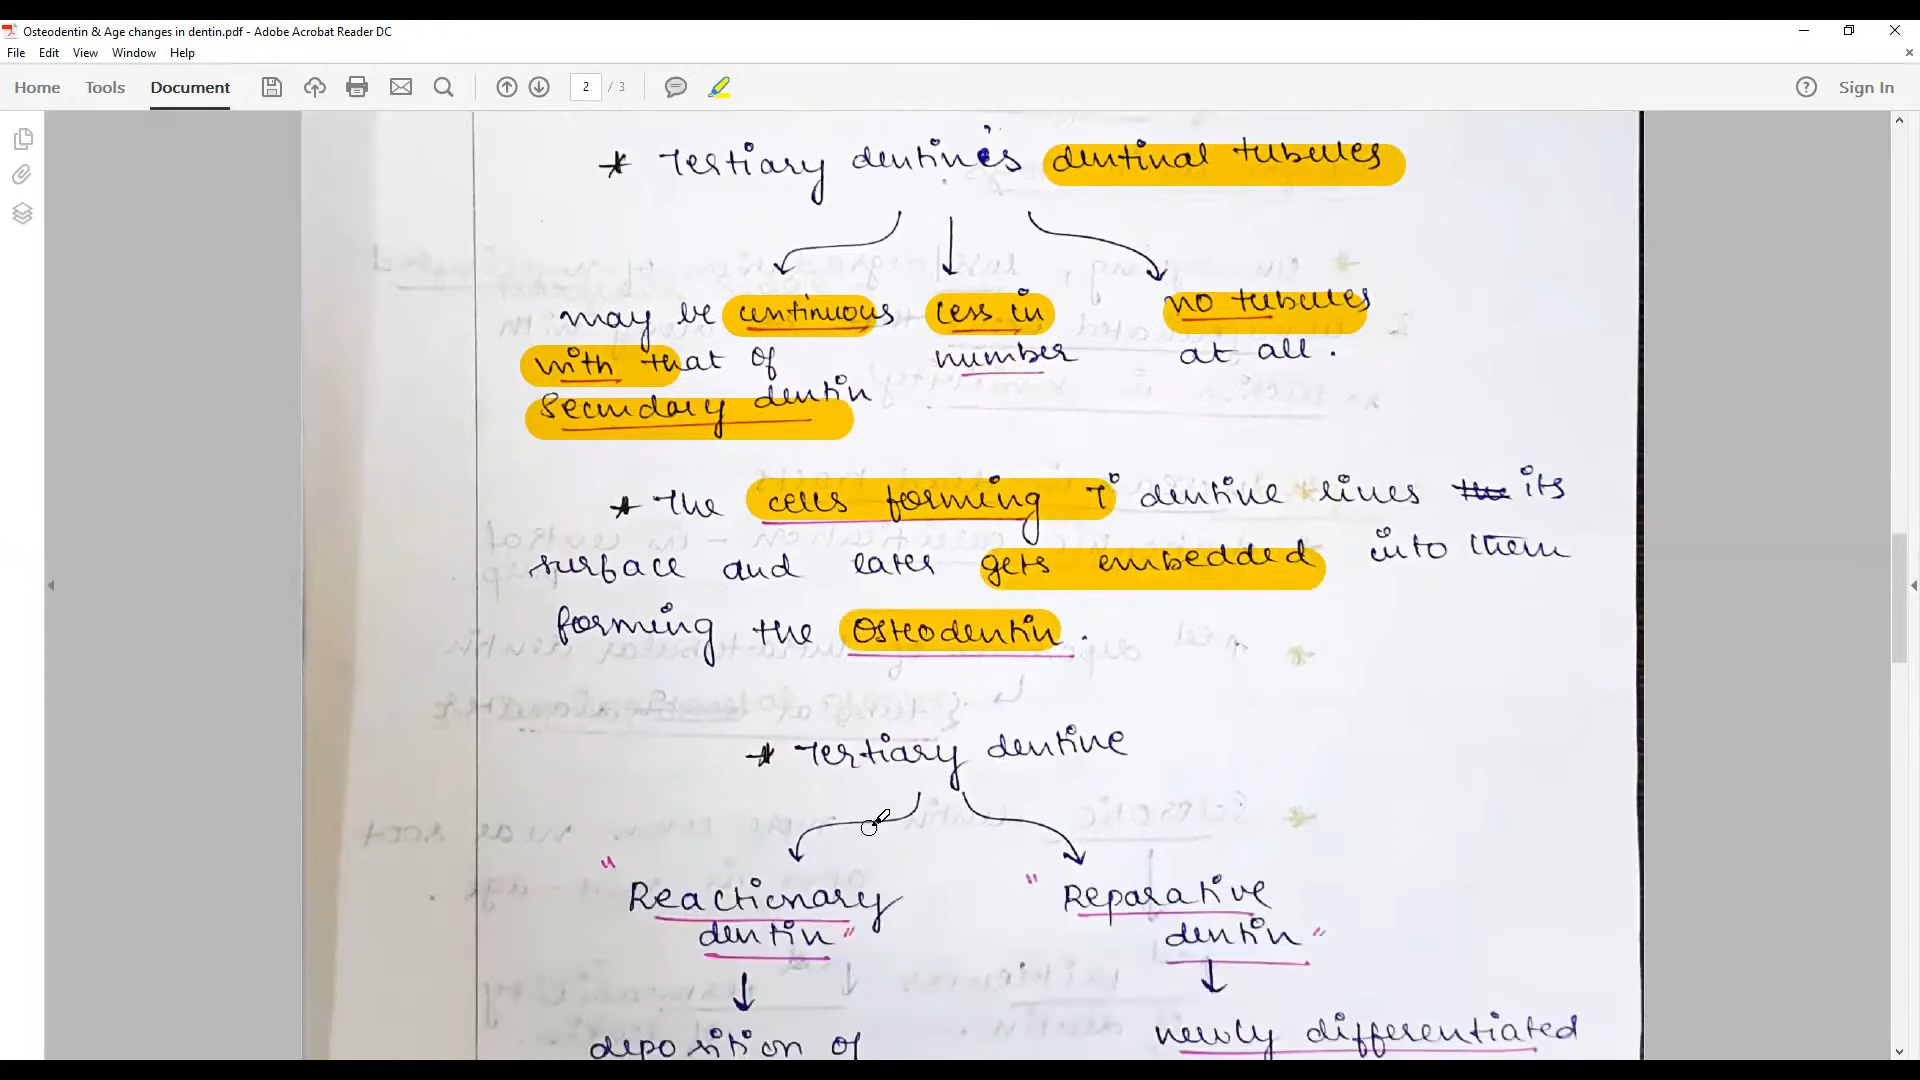 Osteodentin & Age changes in dentin.pdf - Adobe Acrobat Reader DC
File Edit View Window Help
Home Tools Document 2 / 3 Sign In
* Tertiary dentine's dentinal tubules
may be continuous less in no tubules
with that of number at all.
secondary dentin
* The cells forming T° dentine lines its
surface and later gets embedded into them
forming the Osteodentin.
* Tertiary dentine
"Reactionary "Reparative
dentin" dentin"
deposition of newly differentiated